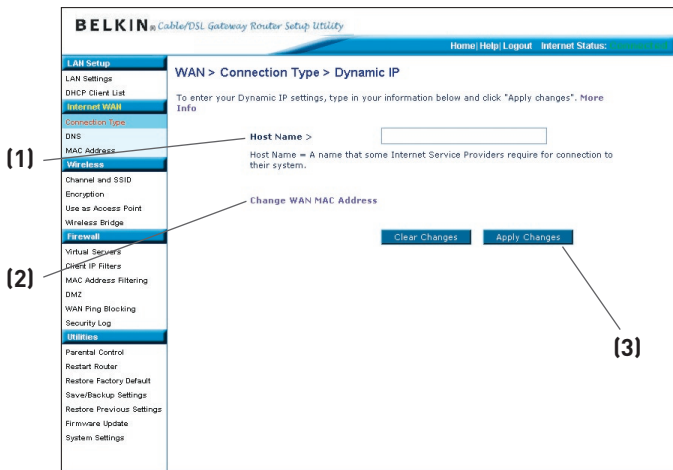 BELKIN® Cable/DSL Gateway Router Setup Utility
Home| Help| Logout Internet Status:
LAN Setup
LAN Settings
DHCP Client List
Internet WAN
Connection Type
DNS
MAC Address
Wireless
Channel and SSID
Encryption
Use as Access Point
Wireless Bridge
Firewall
Virtual Servers
Client IP Filters
MAC Address Filtering
DMZ
WAN Ping Blocking
Security Log
Utilities
Parental Control
Restart Router
Restore Factory Default
Save/Backup Settings
Restore Previous Settings
Firmware Update
System Settings
WAN > Connection Type > Dynamic IP
To enter your Dynamic IP settings, type in your information below and click "Apply changes". More
Info
Host Name >
Host Name = A name that some Internet Service Providers require for connection to
their system.
Change WAN MAC Address
Clear Changes Apply Changes
(1)
(2)
(3)